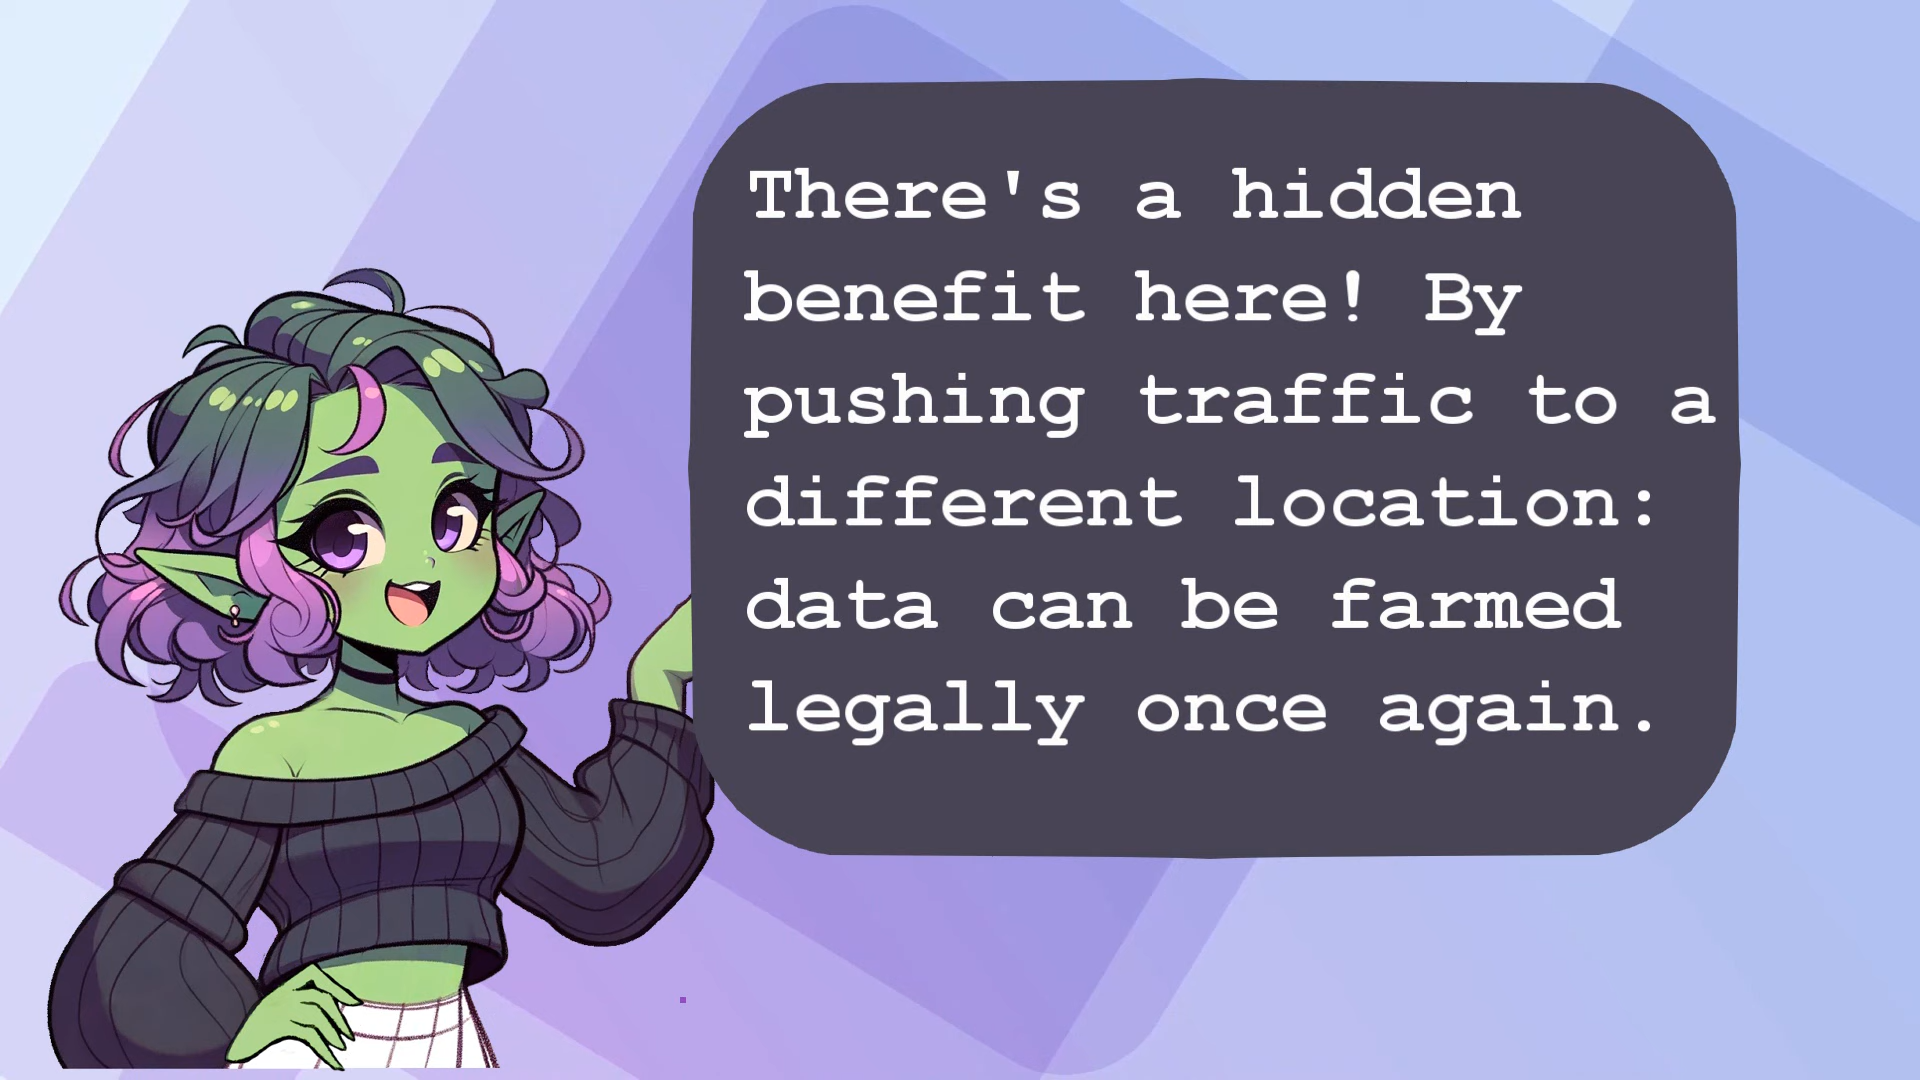 There's a hidden
benefit here! By
pushing traffic to a
different location:
data can be farmed
legally once again.